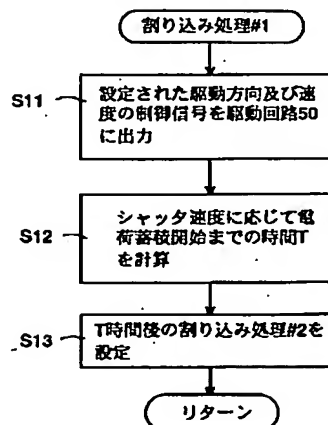 割り込み処理#1
S11
設定された駆動方向及び速
度の制御信号を駆動回路50
に出力
S12
シャッタ速度に応じて電
荷蓄積開始までの時間T
を計算
S13
T時間後の割り込み処理#2を
設定
リターン